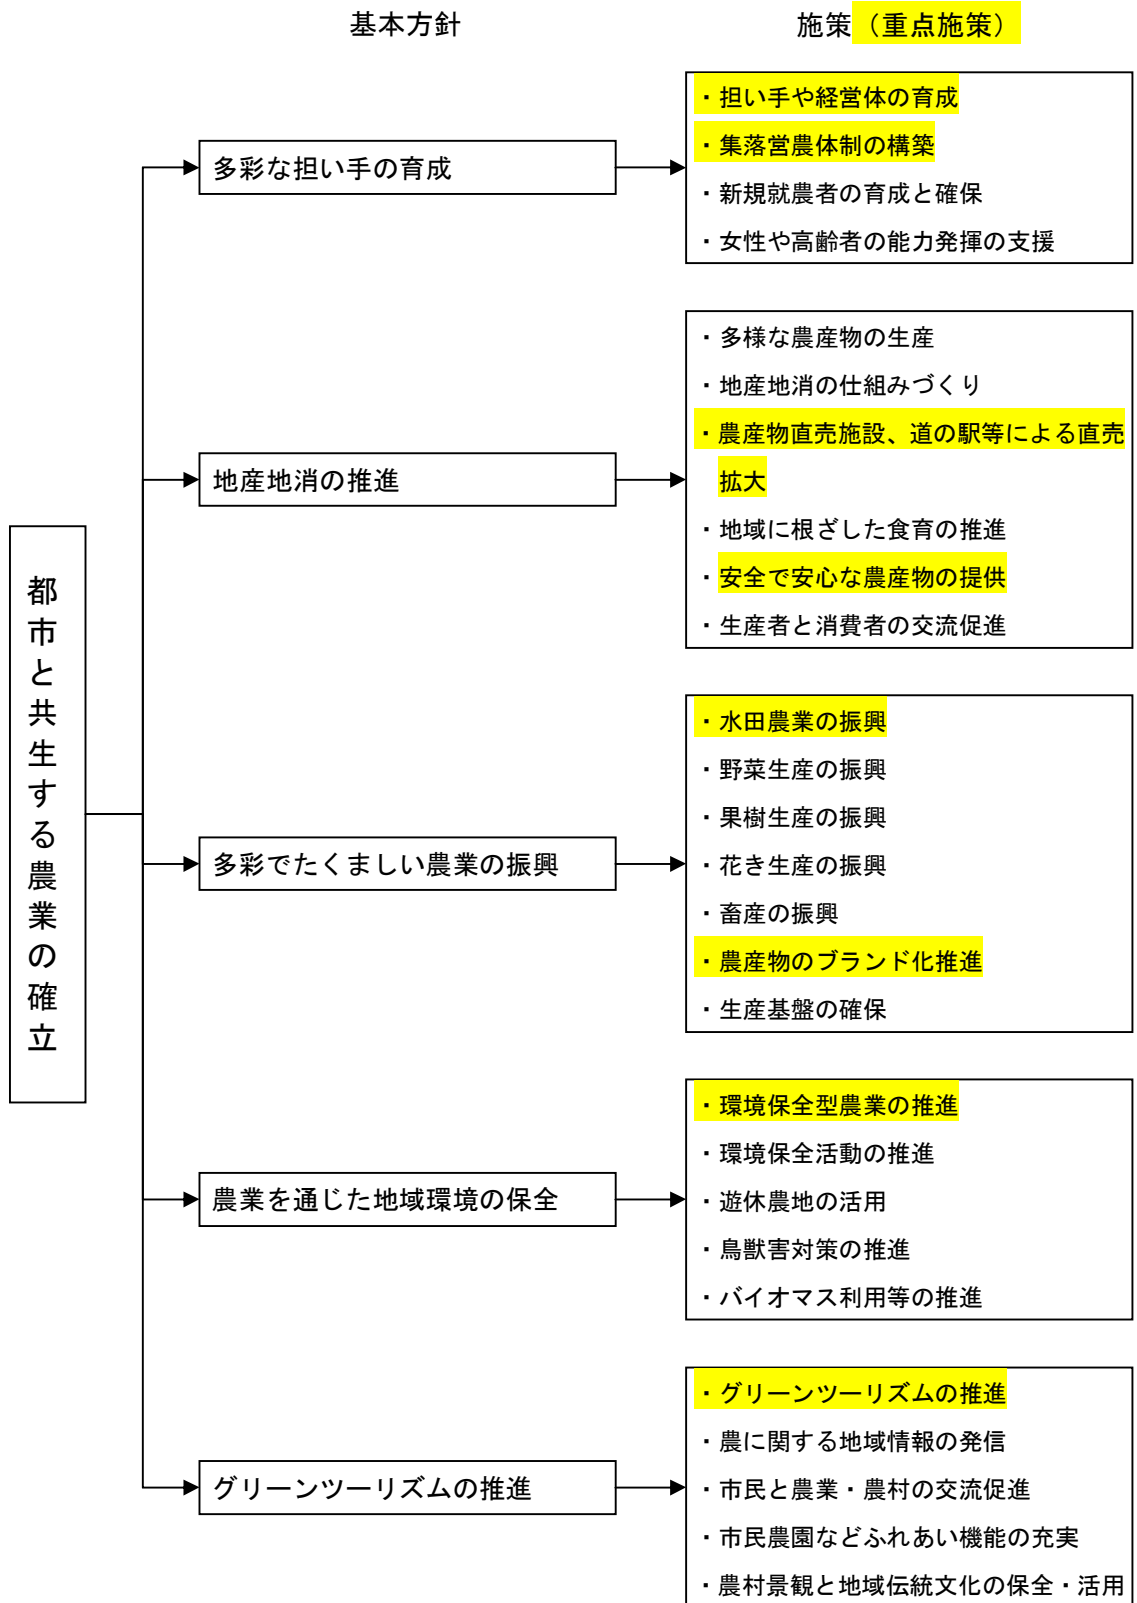 基本方針
施策（重点施策）
都市と共生する農業の確立
多彩な担い手の育成
・担い手や経営体の育成
・集落営農体制の構築
・新規就農者の育成と確保
・女性や高齢者の能力発揮の支援
地産地消の推進
・多様な農産物の生産
・地産地消の仕組みづくり
・農産物直売施設、道の駅等による直売
拡大
・地域に根ざした食育の推進
・安全で安心な農産物の提供
・生産者と消費者の交流促進
多彩でたくましい農業の振興
・水田農業の振興
・野菜生産の振興
・果樹生産の振興
・花き生産の振興
・畜産の振興
・農産物のブランド化推進
・生産基盤の確保
農業を通じた地域環境の保全
・環境保全型農業の推進
・環境保全活動の推進
・遊休農地の活用
・鳥獣害対策の推進
・バイオマス利用等の推進
グリーンツーリズムの推進
・グリーンツーリズムの推進
・農に関する地域情報の発信
・市民と農業・農村の交流促進
・市民農園などふれあい機能の充実
・農村景観と地域伝統文化の保全・活用